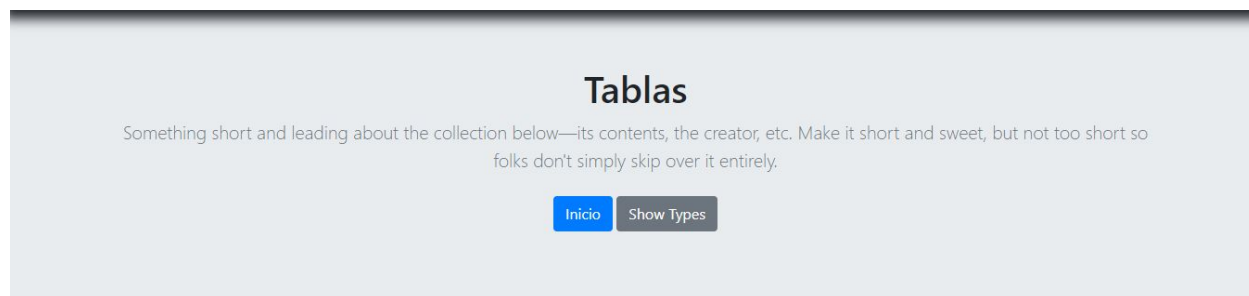 Tablas
Something short and leading about the collection below—its contents, the creator, etc. Make it short and sweet, but not too short so
folks don't simply skip over it entirely.
Inicio Show Types